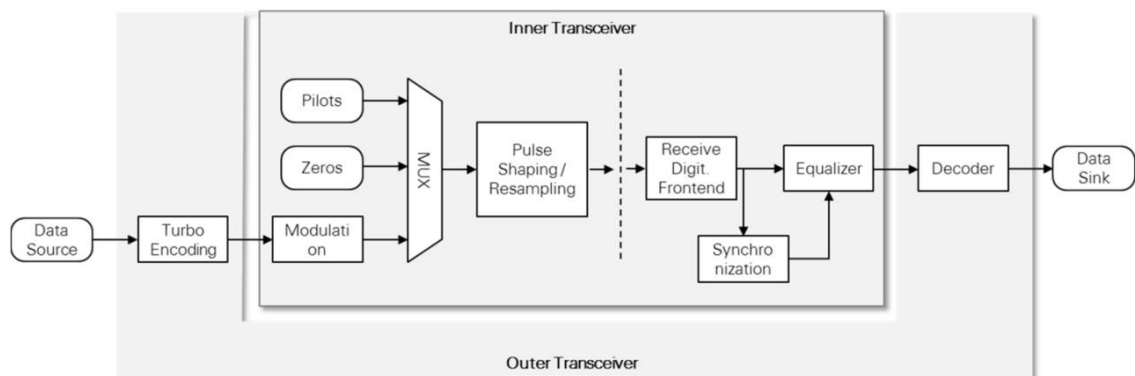 Inner Transceiver
Pilots
Zeros
MUX
Pulse
Shaping /
Resampling
Receive
Digit.
Frontend
Equalizer
Decoder
Data
Sink
Data
Source
Turbo
Encoding
Modulati
on
Synchro
nization
Outer Transceiver